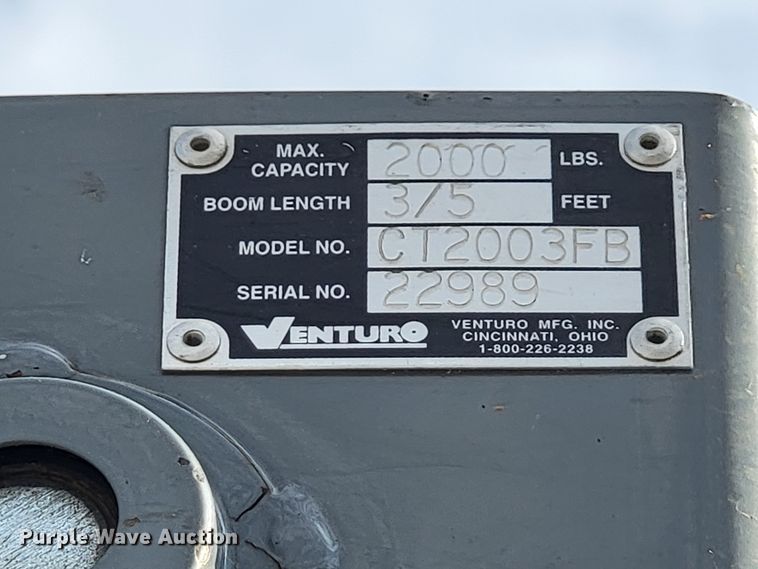 MAX. CAPACITY 2000 LBS.
BOOM LENGTH 3/5 FEET
MODEL NO. CT2003FB
SERIAL NO. 22989
VENTURO
VENTURO MFG. INC.
CINCINNATI, OHIO
1-800-226-2238
Purple Wave Auction